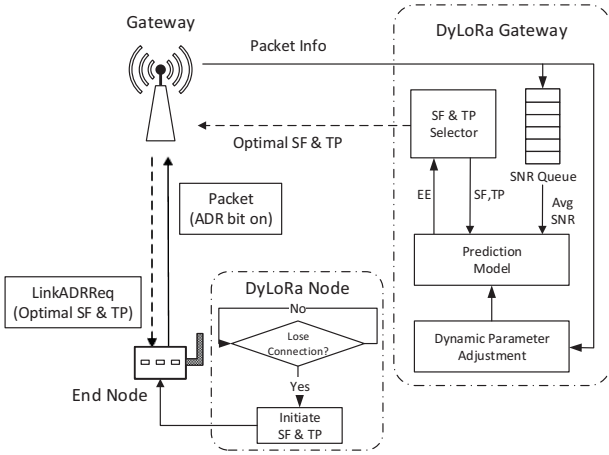 Gateway
Packet Info
DyLoRa Gateway
SF & TP
Selector
Optimal SF & TP
SNR Queue
EE
SF,TP
Avg
SNR
Packet
(ADR bit on)
Prediction
Model
LinkADRReq
(Optimal SF & TP)
DyLoRa Node
No
Lose
Connection?
Dynamic Parameter
Adjustment
Yes
End Node
Initiate
SF & TP